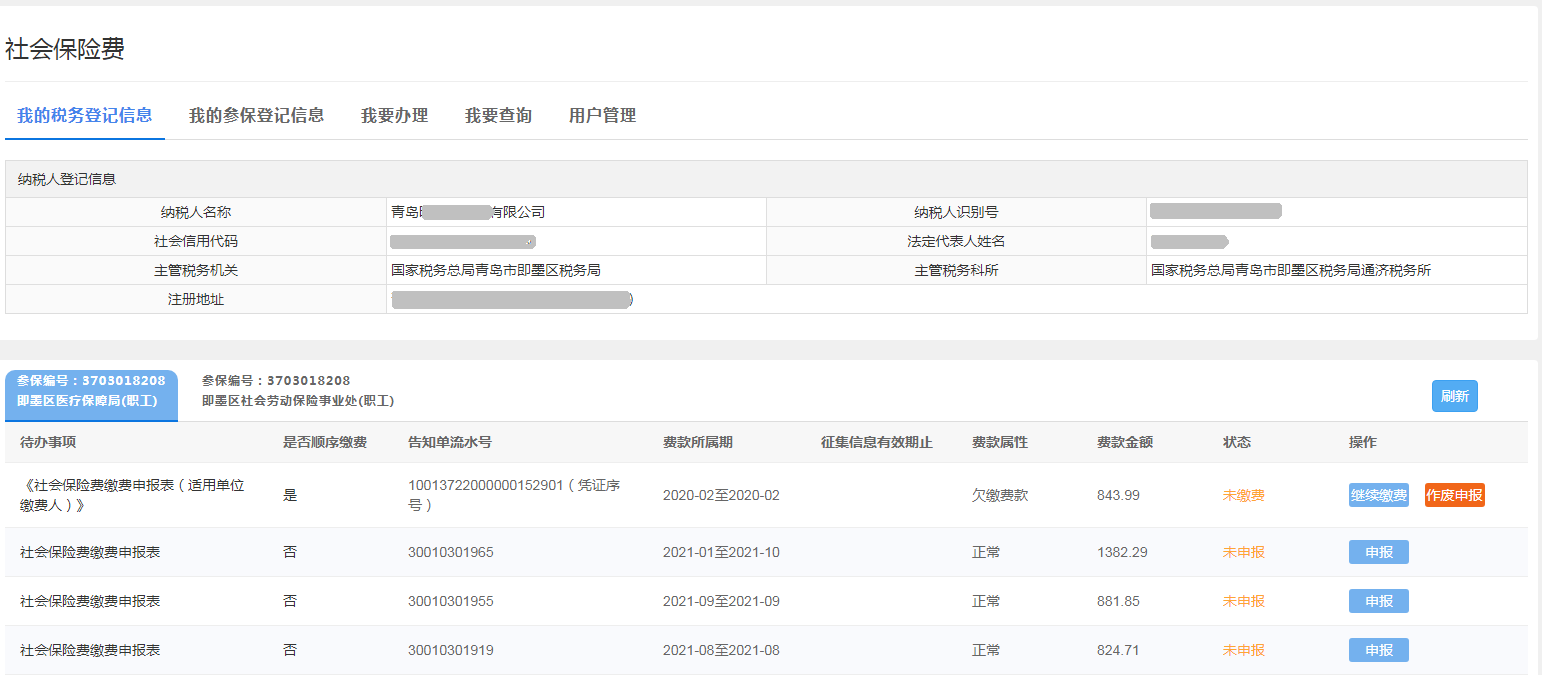 社会保险费
我的税务登记信息 我的参保登记信息 我要办理 我要查询 用户管理
纳税人登记信息
纳税人名称 青岛 有限公司 纳税人识别号
社会信用代码 法定代表人姓名
主管税务机关 国家税务总局青岛市即墨区税务局 主管税务科所 国家税务总局青岛市即墨区税务局通济税务所
注册地址 )
参保编号：3703018208 参保编号：3703018208
即墨区医疗保障局(职工) 即墨区社会劳动保险事业处(职工)
刷新
待办事项 是否顺序缴费 告知单流水号 费款所属期 征集信息有效期止 费款属性 费款金额 状态 操作
《社会保险费缴费申报表（适用单位
缴费人）》
是
10013722000000152901（凭证序
号）
2020-02至2020-02 欠缴费款 843.99 未缴费 继续缴费 作废申报
社会保险费缴费申报表 否 30010301965 2021-01至2021-10 正常 1382.29 未申报 申报
社会保险费缴费申报表 否 30010301955 2021-09至2021-09 正常 881.85 未申报 申报
社会保险费缴费申报表 否 30010301919 2021-08至2021-08 正常 824.71 未申报 申报